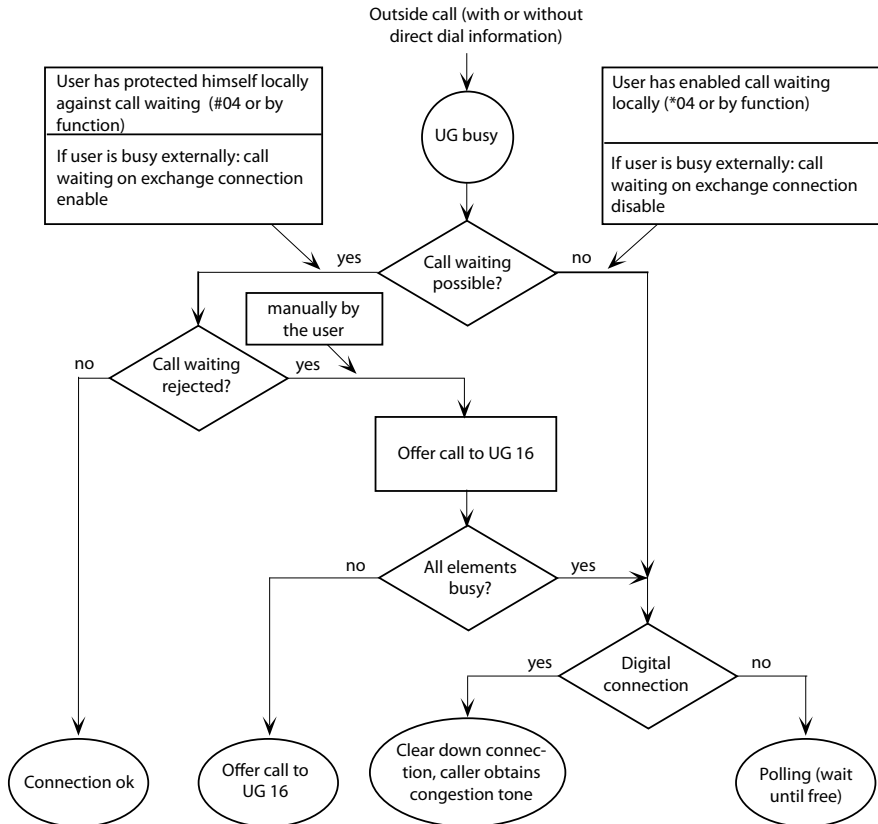 Outside call (with or without
direct dial information)
User has protected himself locally
against call waiting (#04 or by
function)
If user is busy externally: call
waiting on exchange connection
enable
UG busy
User has enabled call waiting
locally (*04 or by function)
If user is busy externally: call
waiting on exchange connection
disable
yes
Call waiting
possible?
no
manually by
the user
no
Call waiting
rejected?
yes
Offer call to UG 16
no
All elements
busy?
yes
yes
Digital
connection
no
Connection ok
Offer call to
UG 16
Clear down connec-
tion, caller obtains
congestion tone
Polling (wait
until free)